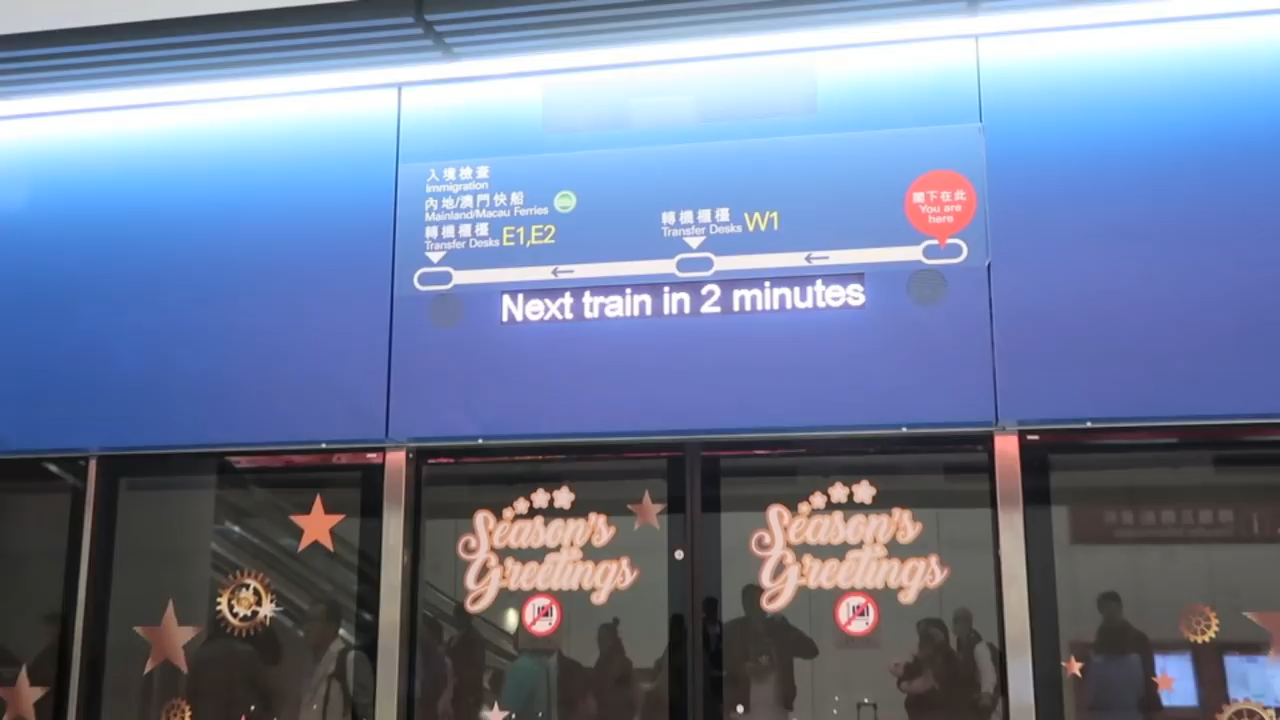 入境檢查
Immigration
內地/澳門快船
Mainland/Macau Ferries
轉機櫃檯
Transfer Desks E1,E2
轉機櫃檯
Transfer Desks W1
閣下在此
You are
here
Next train in 2 minutes
Season's
Greetings
Season's
Greetings